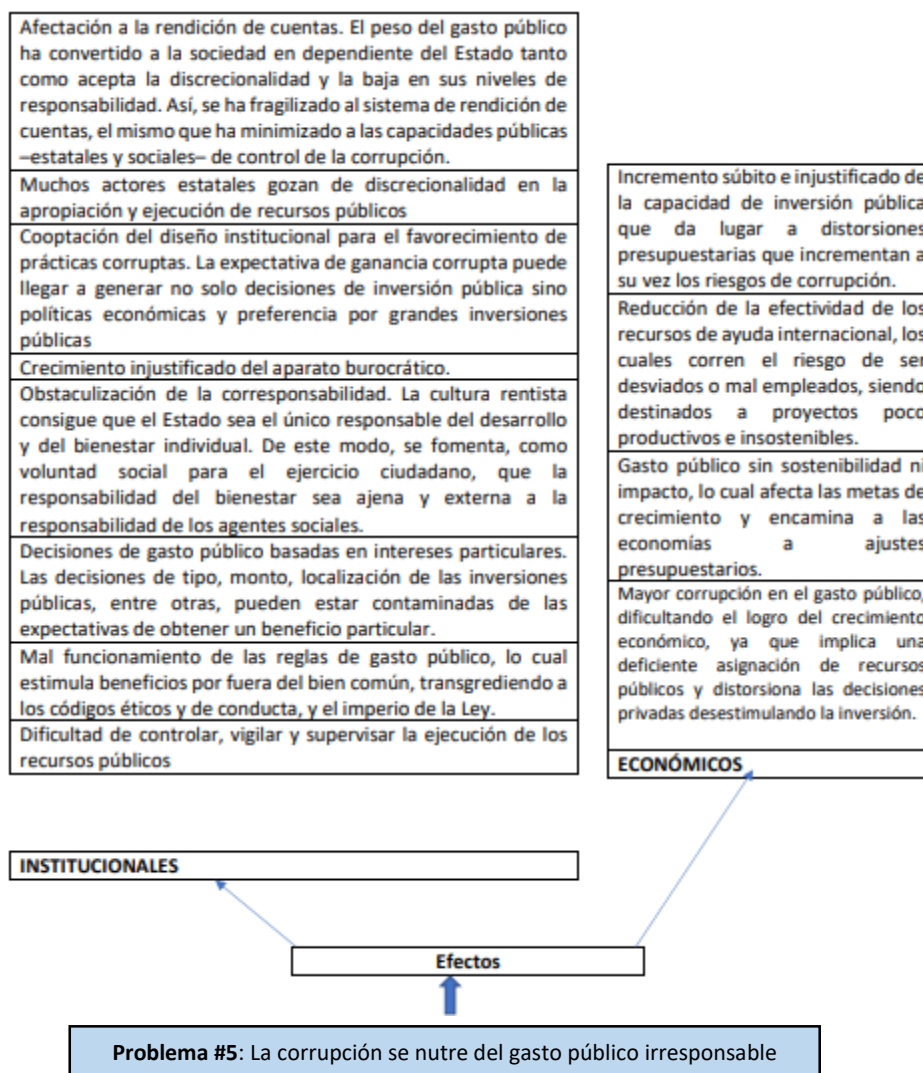 Afectación a la rendición de cuentas. El peso del gasto público
ha convertido a la sociedad en dependiente del Estado tanto
como acepta la discrecionalidad y la baja en sus niveles de
responsabilidad. Así, se ha fragilizado al sistema de rendición de
cuentas, el mismo que ha minimizado a las capacidades públicas
–estatales y sociales– de control de la corrupción.
Muchos actores estatales gozan de discrecionalidad en la
apropiación y ejecución de recursos públicos
Cooptación del diseño institucional para el favorecimiento de
prácticas corruptas. La expectativa de ganancia corrupta puede
llegar a generar no solo decisiones de inversión pública sino
políticas económicas y preferencia por grandes inversiones
públicas
Crecimiento injustificado del aparato burocrático.
Obstaculización de la corresponsabilidad. La cultura rentista
consigue que el Estado sea el único responsable del desarrollo
y del bienestar individual. De este modo, se fomenta, como
voluntad social para el ejercicio ciudadano, que la
responsabilidad del bienestar sea ajena y externa a la
responsabilidad de los agentes sociales.
Decisiones de gasto público basadas en intereses particulares.
Las decisiones de tipo, monto, localización de las inversiones
públicas, entre otras, pueden estar contaminadas de las
expectativas de obtener un beneficio particular.
Mal funcionamiento de las reglas de gasto público, lo cual
estimula beneficios por fuera del bien común, transgrediendo a
los códigos éticos y de conducta, y el imperio de la Ley.
Dificultad de controlar, vigilar y supervisar la ejecución de los
recursos públicos
INSTITUCIONALES
Incremento súbito e injustificado de
la capacidad de inversión pública
que da lugar a distorsiones
presupuestarias que incrementan a
su vez los riesgos de corrupción.
Reducción de la efectividad de los
recursos de ayuda internacional, los
cuales corren el riesgo de ser
desviados o mal empleados, siendo
destinados a proyectos poco
productivos e insostenibles.
Gasto público sin sostenibilidad ni
impacto, lo cual afecta las metas de
crecimiento y encamina a las
economías a ajustes
presupuestarios.
Mayor corrupción en el gasto público,
dificultando el logro del crecimiento
económico, ya que implica una
deficiente asignación de recursos
públicos y distorsiona las decisiones
privadas desestimulando la inversión.
ECONÓMICOS
Efectos
Problema #5: La corrupción se nutre del gasto público irresponsable